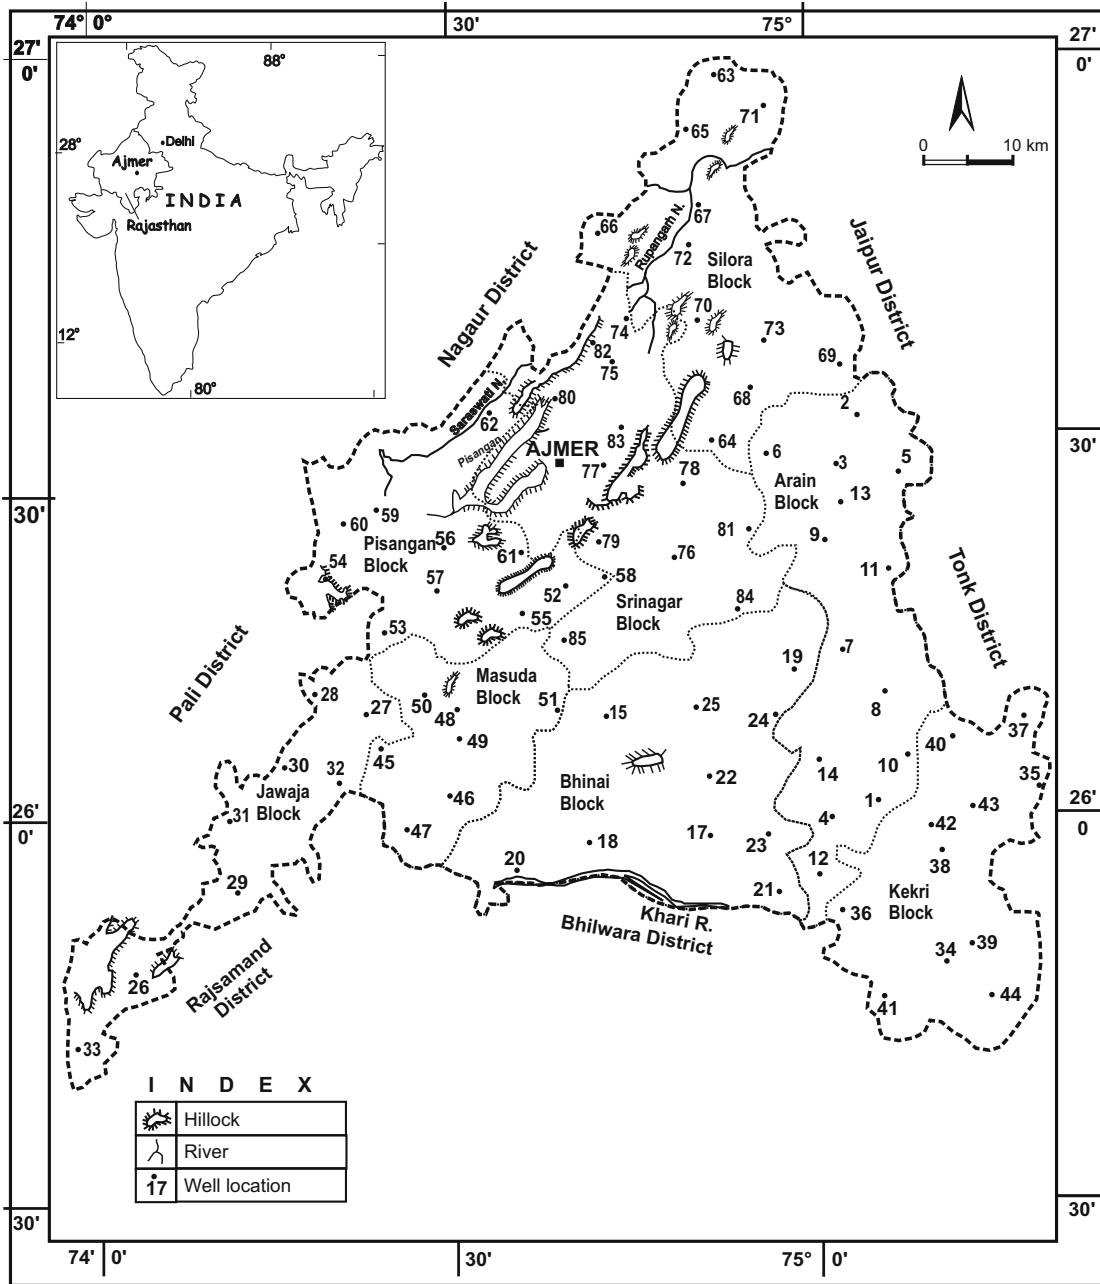 74° 0°
30'
75°
27'
0'
27'
0'
88°
28°
Delhi
Ajmer
INDIA
Rajasthan
12°
80°
0
10 km
63
71
65
67
66
Rupangarh N.
72
Silora
Block
Jaipur District
Nagaur District
70
74
73
82
75
69
68
2
80
Saraswati N.
62
Pisangan
83
AJMER
64
30'
6
3
5
77
78
Arain
Block
13
30'
59
60
56
81
9
Pisangan
Block
54
61
79
76
11
57
58
52
Srinagar
Block
84
Tonk District
55
53
85
7
19
Pali District
Masuda
Block
28
27
50
48
51
15
25
24
8
37
49
40
45
10
30
32
14
35
Jawaja
Block
Bhinai
Block
22
31
46
1
43
26'
0'
26'
0
4
42
47
17
23
18
38
20
12
29
21
Kekri
Block
36
Khari R.
Bhilwara District
39
34
Rajsamand
District
26
41
44
33
I N D E X
Hillock
River
17 Well location
30'
30'
74' 0'
30'
75° 0'